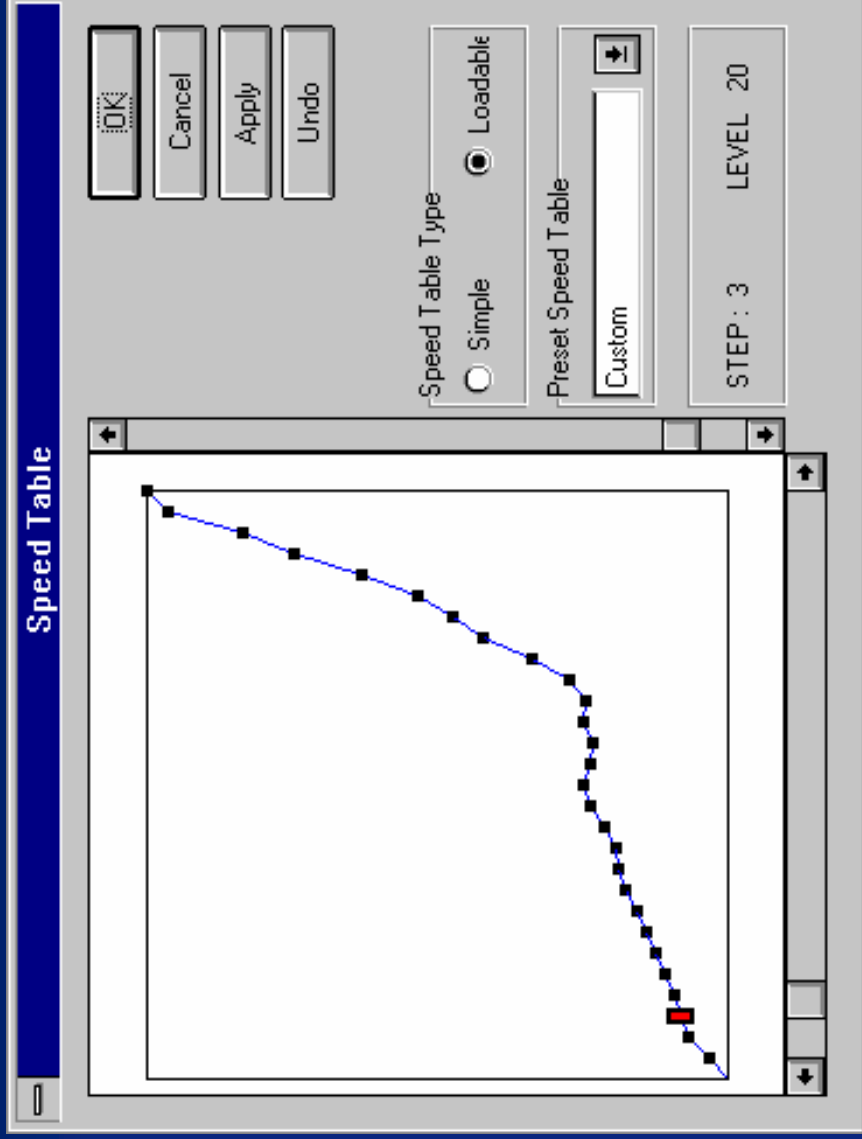 Speed Table
OK
Cancel
Apply
Undo
Speed Table Type
Simple
Loadable
Preset Speed Table
Custom
STEP : 3
LEVEL 20